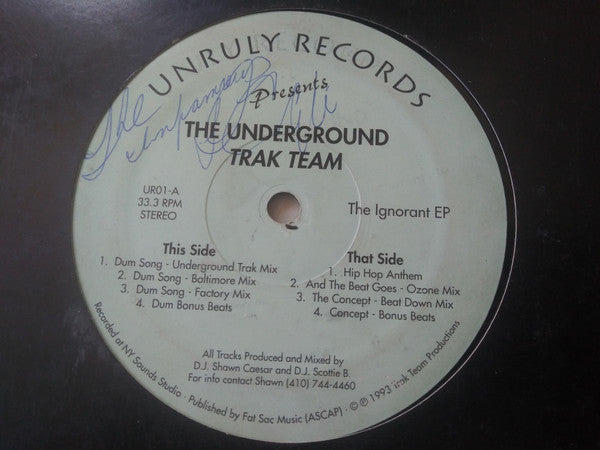 UNRULY RECORDS
Presents
The
THE UNDERGROUND
TRAK TEAM
UR01-A
33.3 RPM
STEREO
The Ignorant EP
This Side
1. Dum Song - Underground Trak Mix
2. Dum Song - Baltimore Mix
3. Dum Song - Factory Mix
4. Dum Bonus Beats
That Side
1. Hip Hop Anthem
2. And The Beat Goes - Ozone Mix
3. The Concept - Beat Down Mix
4. Concept - Bonus Beats
All Tracks Produced and Mixed by
D.J. Shawn Caesar and D.J. Scottie B.
For info contact Shawn (410) 744-4460
Recorded at NY Sounds Studio · Published by Fat Sac Music (ASCAP) · © ℗ 1993 Trak Team Productions